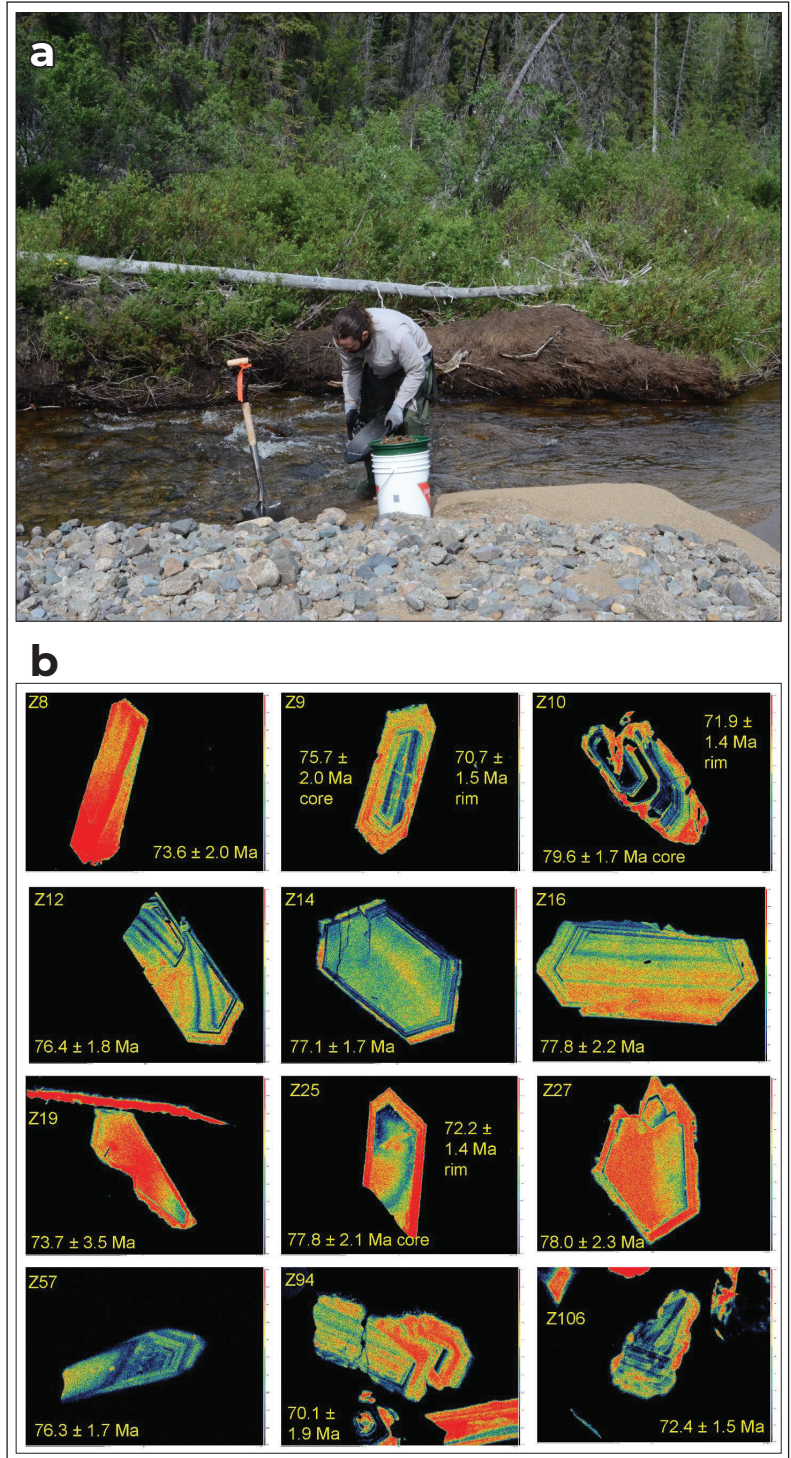 a
b
Z8
73.6 ± 2.0 Ma
Z9
75.7 ±
2.0 Ma
core
70.7 ±
1.5 Ma
rim
Z10
71.9 ±
1.4 Ma
rim
79.6 ± 1.7 Ma core
Z12
76.4 ± 1.8 Ma
Z14
77.1 ± 1.7 Ma
Z16
77.8 ± 2.2 Ma
Z19
73.7 ± 3.5 Ma
Z25
72.2 ±
1.4 Ma
rim
77.8 ± 2.1 Ma core
Z27
78.0 ± 2.3 Ma
Z57
76.3 ± 1.7 Ma
Z94
70.1 ±
1.9 Ma
Z106
72.4 ± 1.5 Ma